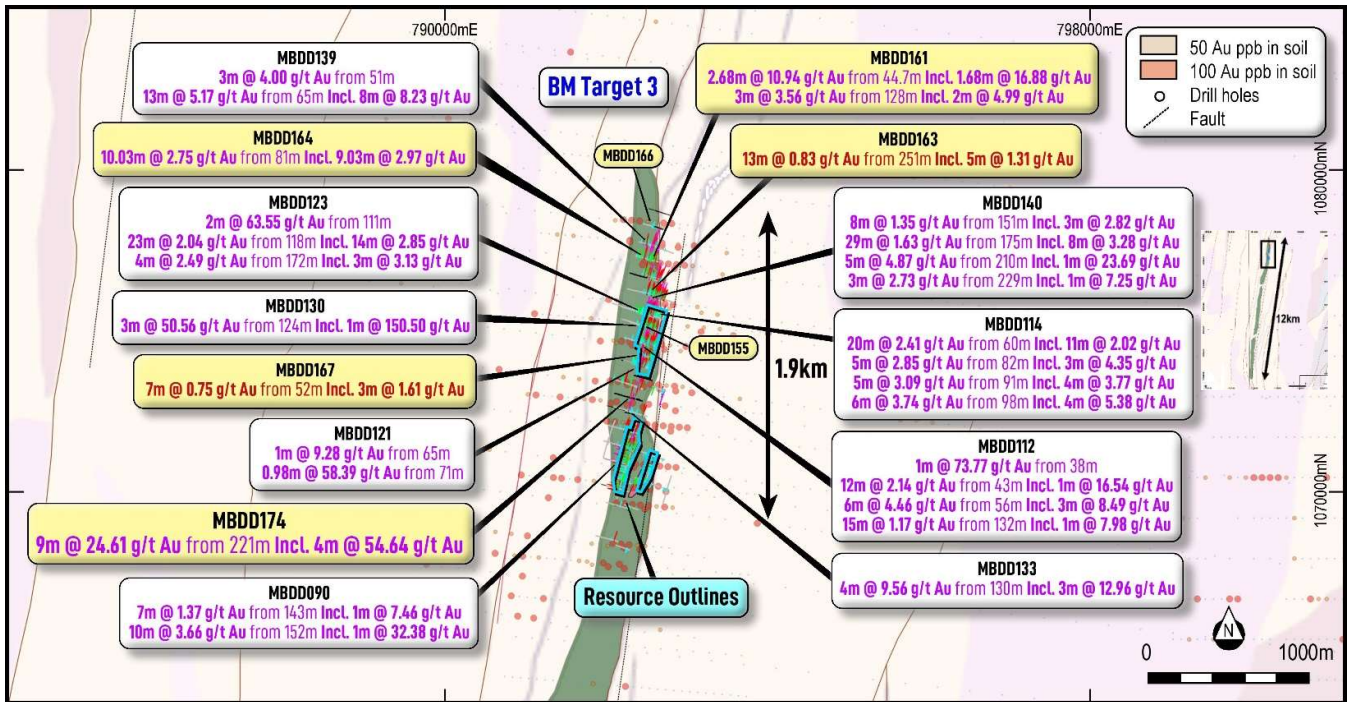 790000mE
798000mE
MBDD139
3m @ 4.00 g/t Au from 51m
13m @ 5.17 g/t Au from 65m Incl. 8m @ 8.23 g/t Au
MBDD164
10.03m @ 2.75 g/t Au from 81m Incl. 9.03m @ 2.97 g/t Au
MBDD123
2m @ 63.55 g/t Au from 111m
23m @ 2.04 g/t Au from 118m Incl. 14m @ 2.85 g/t Au
4m @ 2.49 g/t Au from 172m Incl. 3m @ 3.13 g/t Au
MBDD130
3m @ 50.56 g/t Au from 124m Incl. 1m @ 150.50 g/t Au
MBDD167
7m @ 0.75 g/t Au from 52m Incl. 3m @ 1.61 g/t Au
MBDD121
1m @ 9.28 g/t Au from 65m
0.98m @ 58.39 g/t Au from 71m
MBDD174
9m @ 24.61 g/t Au from 221m Incl. 4m @ 54.64 g/t Au
MBDD090
7m @ 1.37 g/t Au from 143m Incl. 1m @ 7.46 g/t Au
10m @ 3.66 g/t Au from 152m Incl. 1m @ 32.38 g/t Au
BM Target 3
MBDD166
MBDD155
1.9km
Resource Outlines
MBDD161
2.68m @ 10.94 g/t Au from 44.7m Incl. 1.68m @ 16.88 g/t Au
3m @ 3.56 g/t Au from 128m Incl. 2m @ 4.99 g/t Au
MBDD163
13m @ 0.83 g/t Au from 251m Incl. 5m @ 1.31 g/t Au
MBDD140
8m @ 1.35 g/t Au from 151m Incl. 3m @ 2.82 g/t Au
29m @ 1.63 g/t Au from 175m Incl. 8m @ 3.28 g/t Au
5m @ 4.87 g/t Au from 210m Incl. 1m @ 23.69 g/t Au
3m @ 2.73 g/t Au from 229m Incl. 1m @ 7.25 g/t Au
MBDD114
20m @ 2.41 g/t Au from 60m Incl. 11m @ 2.02 g/t Au
5m @ 2.85 g/t Au from 82m Incl. 3m @ 4.35 g/t Au
5m @ 3.09 g/t Au from 91m Incl. 4m @ 3.77 g/t Au
6m @ 3.74 g/t Au from 98m Incl. 4m @ 5.38 g/t Au
MBDD112
1m @ 73.77 g/t Au from 38m
12m @ 2.14 g/t Au from 43m Incl. 1m @ 16.54 g/t Au
6m @ 4.46 g/t Au from 56m Incl. 3m @ 8.49 g/t Au
15m @ 1.17 g/t Au from 132m Incl. 1m @ 7.98 g/t Au
MBDD133
4m @ 9.56 g/t Au from 130m Incl. 3m @ 12.96 g/t Au
50 Au ppb in soil
100 Au ppb in soil
Drill holes
Fault
1080000mN
12km
1070000mN
N
0 1000m